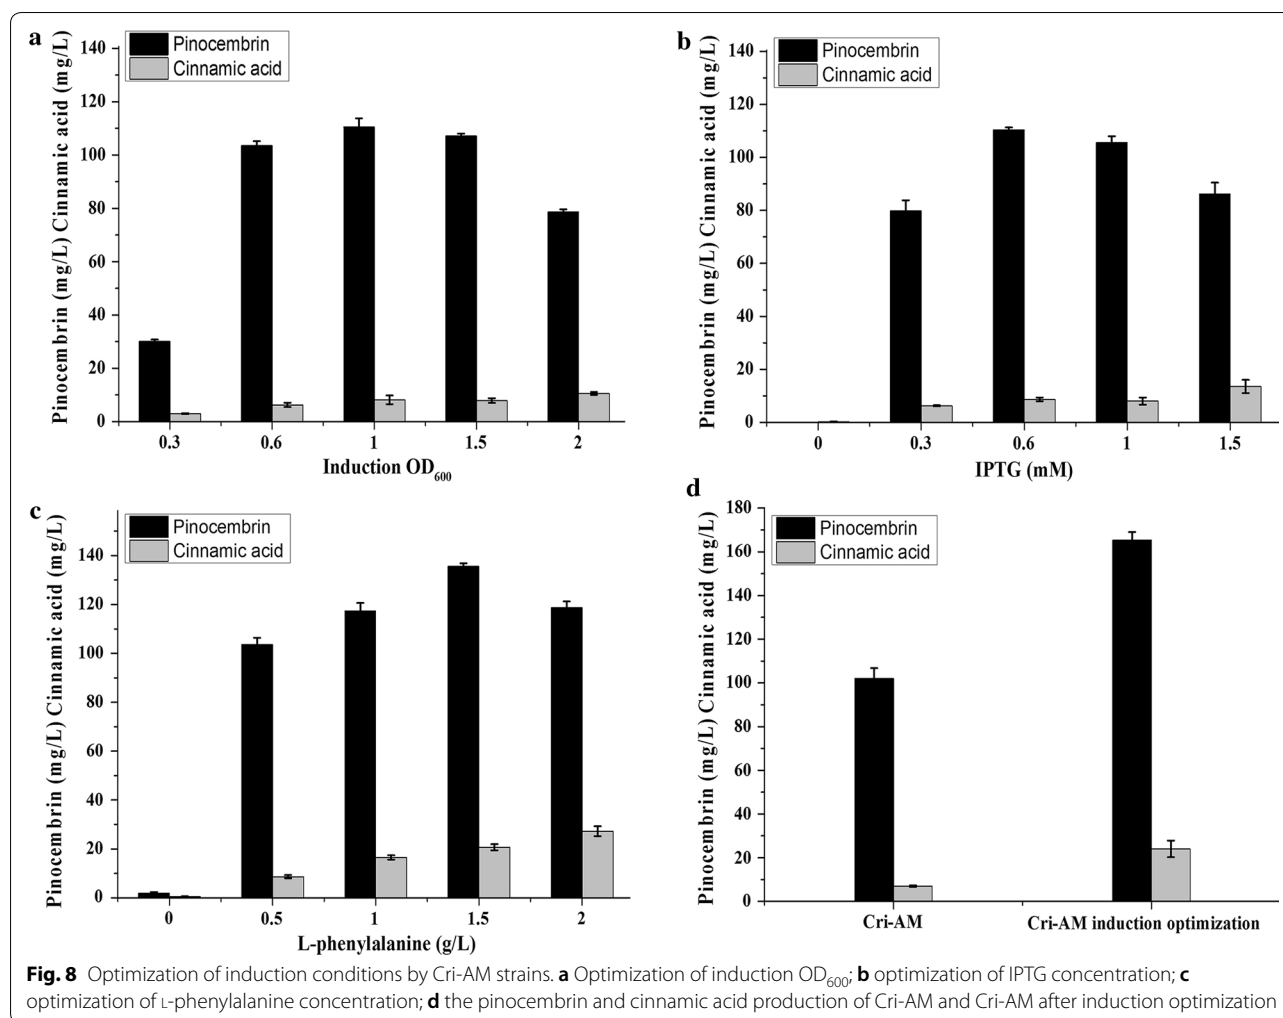 a
Pinocembrin (mg/L) Cinnamic acid (mg/L)
140
120
100
80
60
40
20
0
Pinocembrin
Cinnamic acid
0.3 0.6 1 1.5 2
Induction OD600
b
Pinocembrin (mg/L) Cinnamic acid (mg/L)
140
120
100
80
60
40
20
0
Pinocembrin
Cinnamic acid
0 0.3 0.6 1 1.5
IPTG (mM)
c
Pinocembrin (mg/L) Cinnamic acid (mg/L)
140
120
100
80
60
40
20
0
Pinocembrin
Cinnamic acid
0 0.5 1 1.5 2
L-phenylalanine (g/L)
d
Pinocembrin (mg/L) Cinnamic acid (mg/L)
180
160
140
120
100
80
60
40
20
0
Pinocembrin
Cinnamic acid
Cri-AM Cri-AM induction optimization
Fig. 8 Optimization of induction conditions by Cri-AM strains. a Optimization of induction OD600; b optimization of IPTG concentration; c
optimization of L-phenylalanine concentration; d the pinocembrin and cinnamic acid production of Cri-AM and Cri-AM after induction optimization